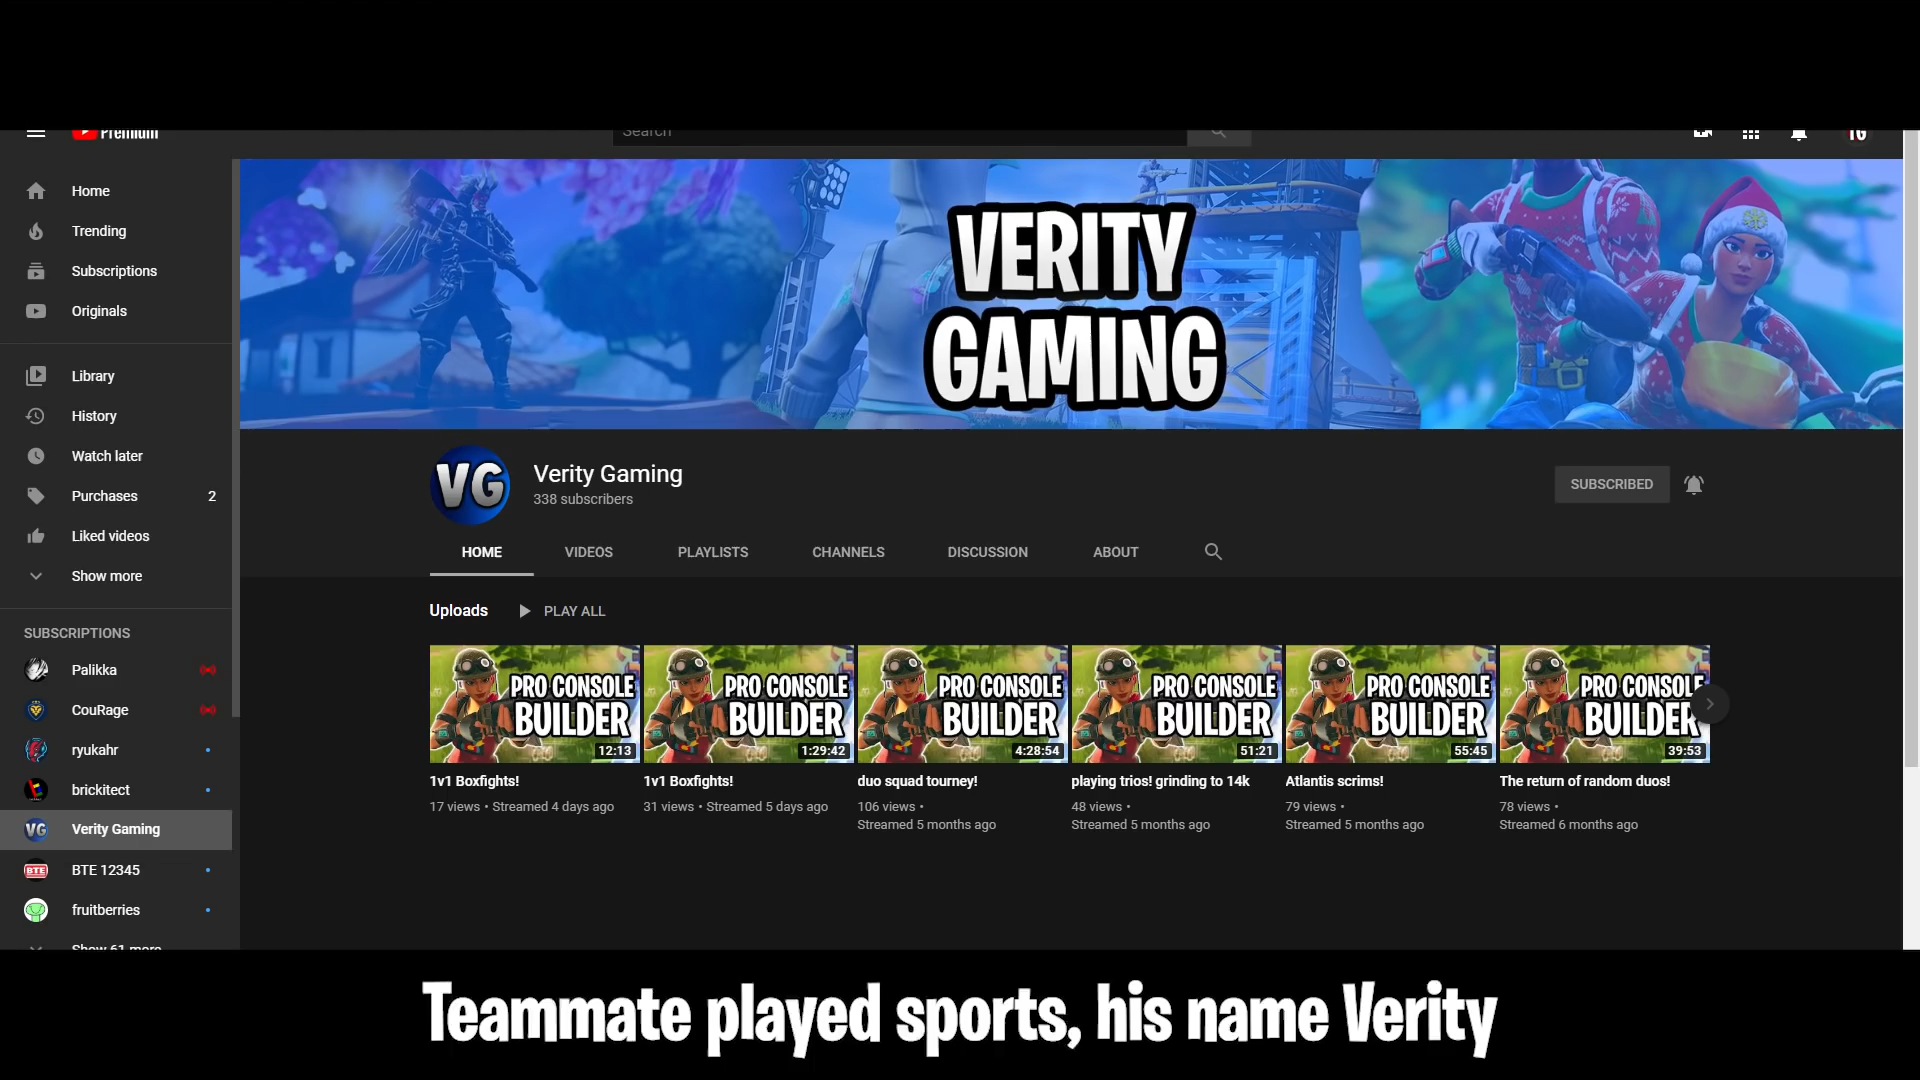 Premium
Search
TG
Home
Trending
Subscriptions
Originals
Library
History
Watch later
Purchases 2
Liked videos
Show more
SUBSCRIPTIONS
Palikka
CouRage
ryukahr
brickitect
VG Verity Gaming
BTE BTE 12345
fruitberries
Show 61 more
VERITY
GAMING
VG
Verity Gaming
338 subscribers
SUBSCRIBED
HOME VIDEOS PLAYLISTS CHANNELS DISCUSSION ABOUT
Uploads PLAY ALL
PRO CONSOLE
BUILDER
12:13
1v1 Boxfights!
17 views • Streamed 4 days ago
PRO CONSOLE
BUILDER
1:29:42
1v1 Boxfights!
31 views • Streamed 5 days ago
PRO CONSOLE
BUILDER
4:28:54
duo squad tourney!
106 views •
Streamed 5 months ago
PRO CONSOLE
BUILDER
51:21
playing trios! grinding to 14k
48 views •
Streamed 5 months ago
PRO CONSOLE
BUILDER
55:45
Atlantis scrims!
79 views •
Streamed 5 months ago
PRO CONSOLE
BUILDER
39:53
The return of random duos!
78 views •
Streamed 6 months ago
Teammate played sports, his name Verity